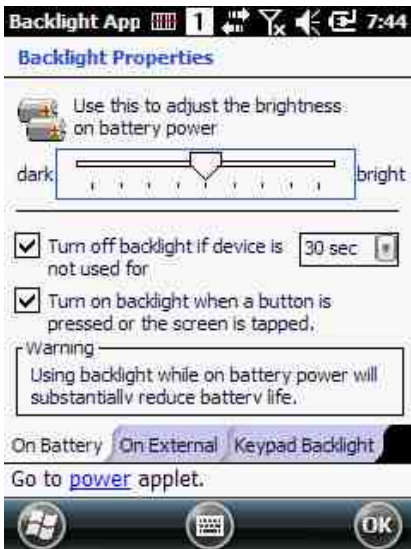 Backlight App 1 7:44
Backlight Properties
Use this to adjust the brightness
on battery power
dark bright
Turn off backlight if device is 30 sec
not used for
Turn on backlight when a button is
pressed or the screen is tapped.
Warning
Using backlight while on battery power will
substantially reduce battery life.
On Battery On External Keypad Backlight
Go to power applet.
OK